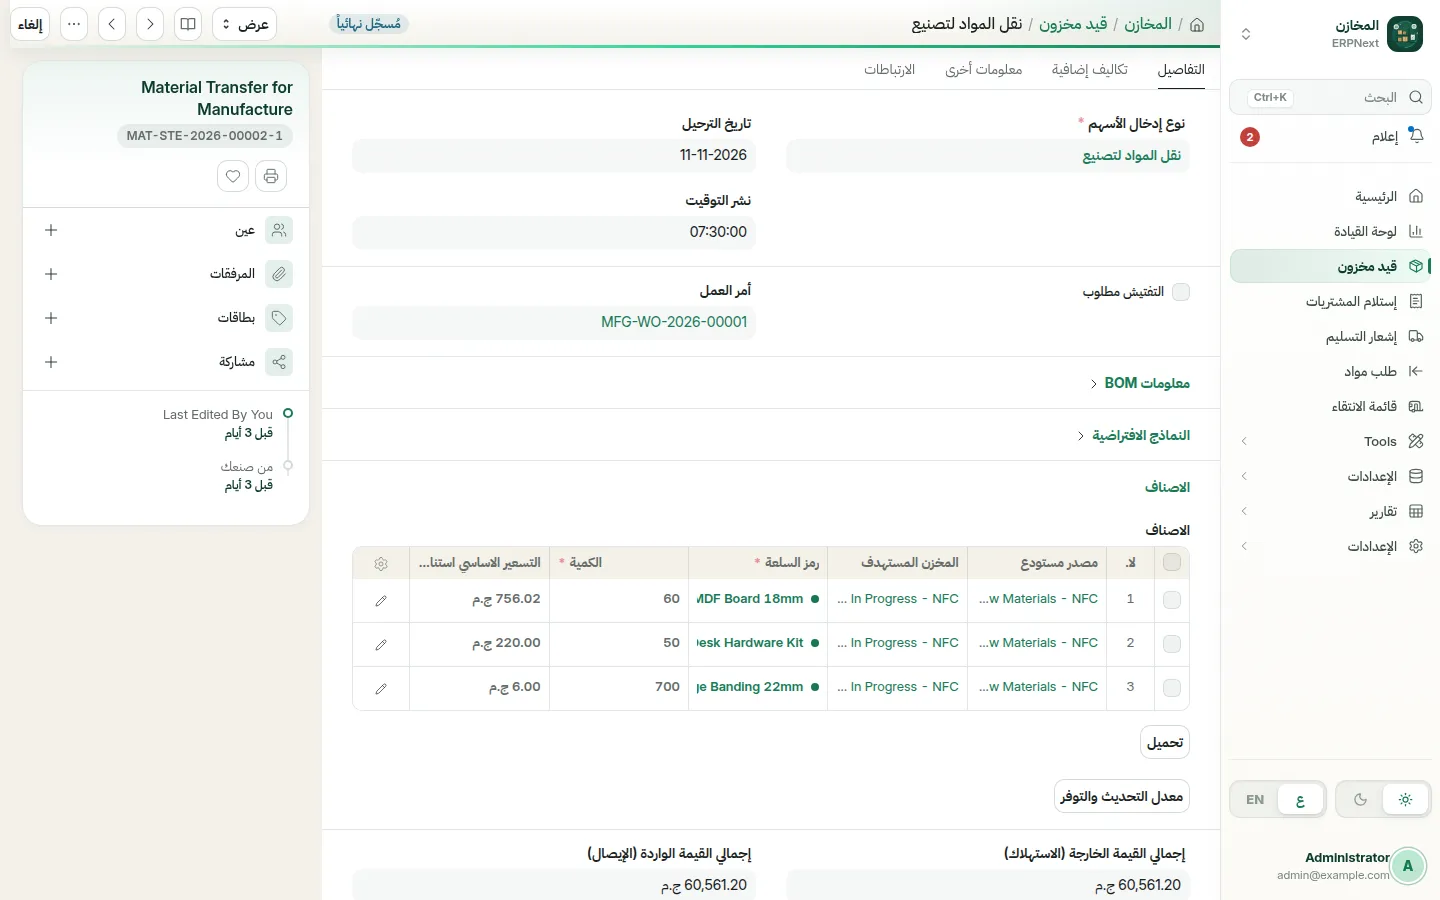 المخازن
ERPNext
البحث
Ctrl+K
إعلام
2
الرئيسية
لوحة القيادة
قيد مخزون
إستلام المشتريات
إشعار التسليم
طلب مواد
قائمة الانتقاء
Tools
الإعدادات
تقارير
الإعدادات
ع
EN
Administrator
admin@example.com
A
المخازن / قيد مخزون / نقل المواد لتصنيع
مُسجّل نهائياً
عرض
إلغاء
التفاصيل
تكاليف إضافية
معلومات أخرى
الارتباطات
نوع إدخال الأسهم *
نقل المواد لتصنيع
تاريخ الترحيل
11-11-2026
نشر التوقيت
07:30:00
التفتيش مطلوب
أمر العمل
MFG-WO-2026-00001
معلومات BOM
النماذج الافتراضية
الاصناف
الاصناف
لا. مصدر مستودع المخزن المستهدف رمز السلعة * الكمية * التسعير الاساسي استنا...
1 ...w Materials - NFC ... In Progress - NFC MDF Board 18mm 60 756.02 ج.م
2 ...w Materials - NFC ... In Progress - NFC esk Hardware Kit 50 220.00 ج.م
3 ...w Materials - NFC ... In Progress - NFC ge Banding 22mm 700 6.00 ج.م
تحميل
معدل التحديث والتوفر
إجمالي القيمة الخارجة (الاستهلاك)
60,561.20 ج.م
إجمالي القيمة الواردة (الإيصال)
60,561.20 ج.م
Material Transfer for
Manufacture
MAT-STE-2026-00002-1
عين
المرفقات
بطاقات
مشاركة
Last Edited By You
قبل 3 أيام
من صنعك
قبل 3 أيام